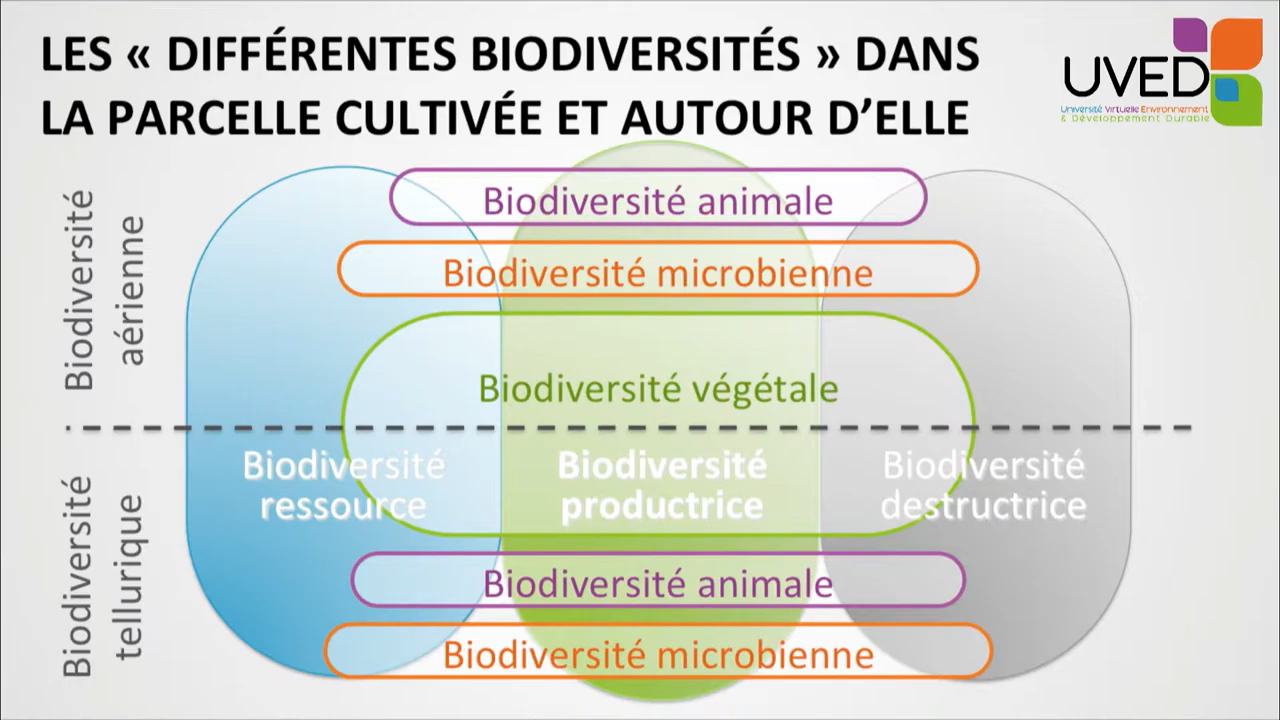 LES « DIFFÉRENTES BIODIVERSITÉS » DANS
LA PARCELLE CULTIVÉE ET AUTOUR D’ELLE
UVED
Université Virtuelle Environnement
& Développement Durable
Biodiversité
aérienne
Biodiversité animale
Biodiversité microbienne
Biodiversité végétale
Biodiversité
ressource
Biodiversité
productrice
Biodiversité
destructrice
Biodiversité
tellurique
Biodiversité animale
Biodiversité microbienne